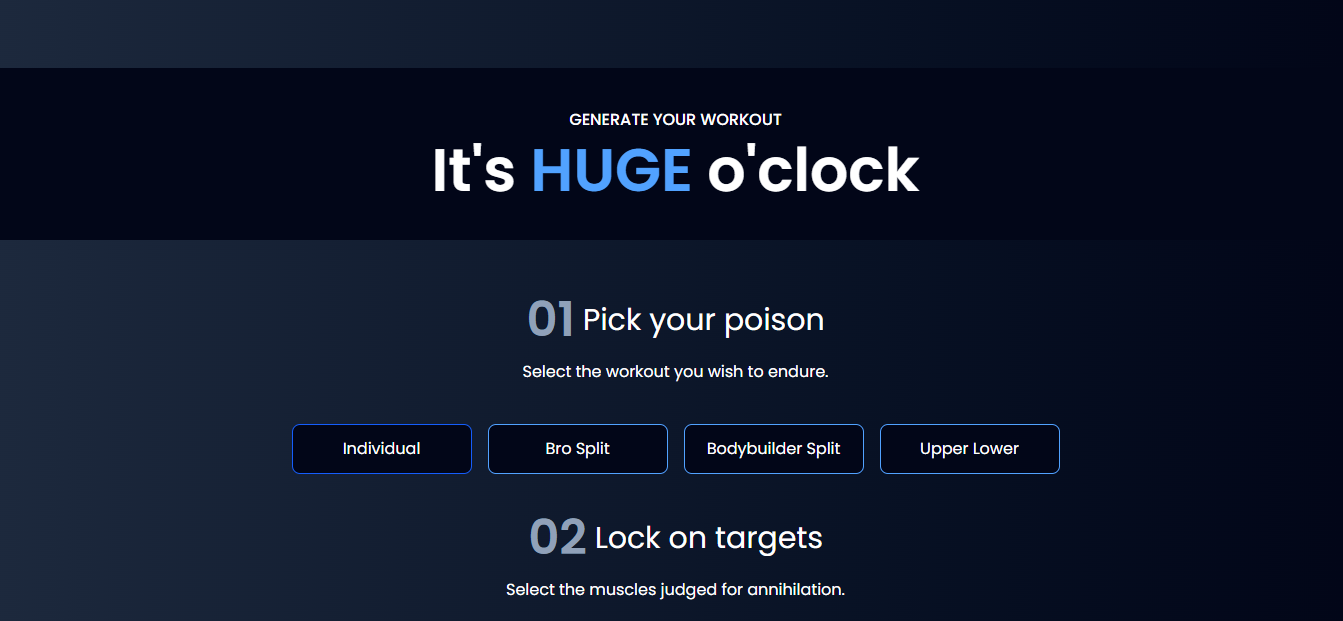 GENERATE YOUR WORKOUT
It's HUGE o'clock
01 Pick your poison
Select the workout you wish to endure.
Individual
Bro Split
Bodybuilder Split
Upper Lower
02 Lock on targets
Select the muscles judged for annihilation.